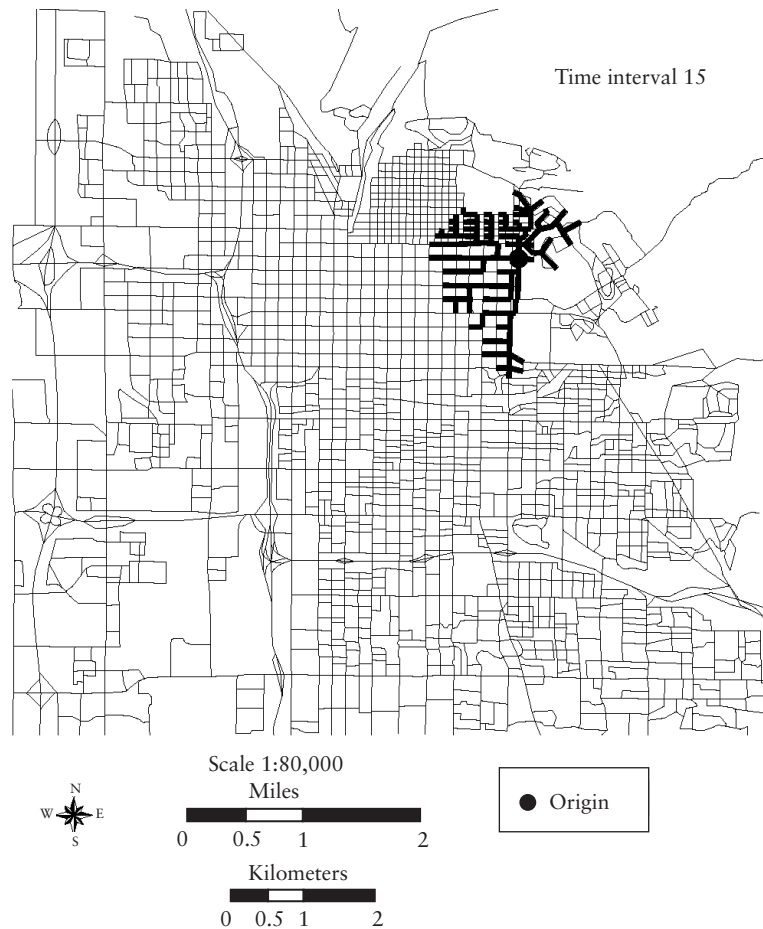 Time interval 15
Scale 1:80,000
Miles
0 0.5 1 2
N
W E
S
Origin
Kilometers
0 0.5 1 2